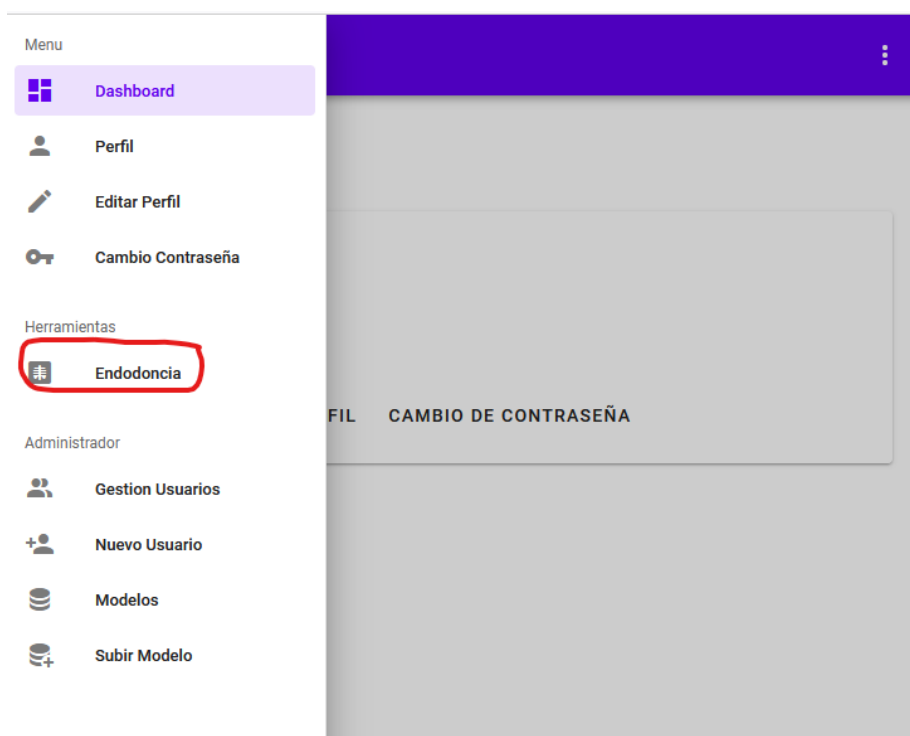 Menu
Dashboard
Perfil
Editar Perfil
Cambio Contraseña
Herramientas
Endodoncia
FIL CAMBIO DE CONTRASEÑA
Administrador
Gestion Usuarios
Nuevo Usuario
Modelos
Subir Modelo